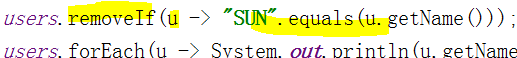 users.removeIf(u -> "SUN".equals(u.getName()));
users.forEach(u -> System.out.println(u.getName